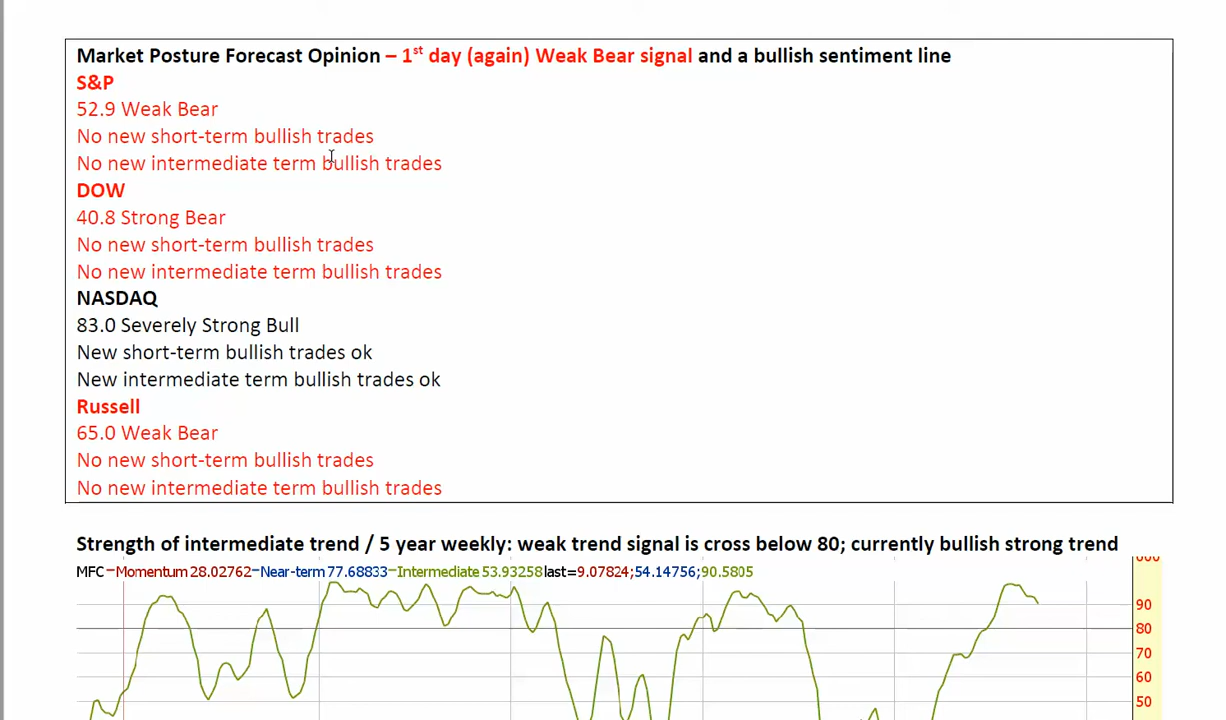 Market Posture Forecast Opinion – 1st day (again) Weak Bear signal and a bullish sentiment line
S&P
52.9 Weak Bear
No new short-term bullish trades
No new intermediate term bullish trades
DOW
40.8 Strong Bear
No new short-term bullish trades
No new intermediate term bullish trades
NASDAQ
83.0 Severely Strong Bull
New short-term bullish trades ok
New intermediate term bullish trades ok
Russell
65.0 Weak Bear
No new short-term bullish trades
No new intermediate term bullish trades
Strength of intermediate trend / 5 year weekly: weak trend signal is cross below 80; currently bullish strong trend
MFC –Momentum 28.02762–Near-term 77.68833–Intermediate 53.93258 last=9.07824;54.14756;90.5805
90
80
70
60
50